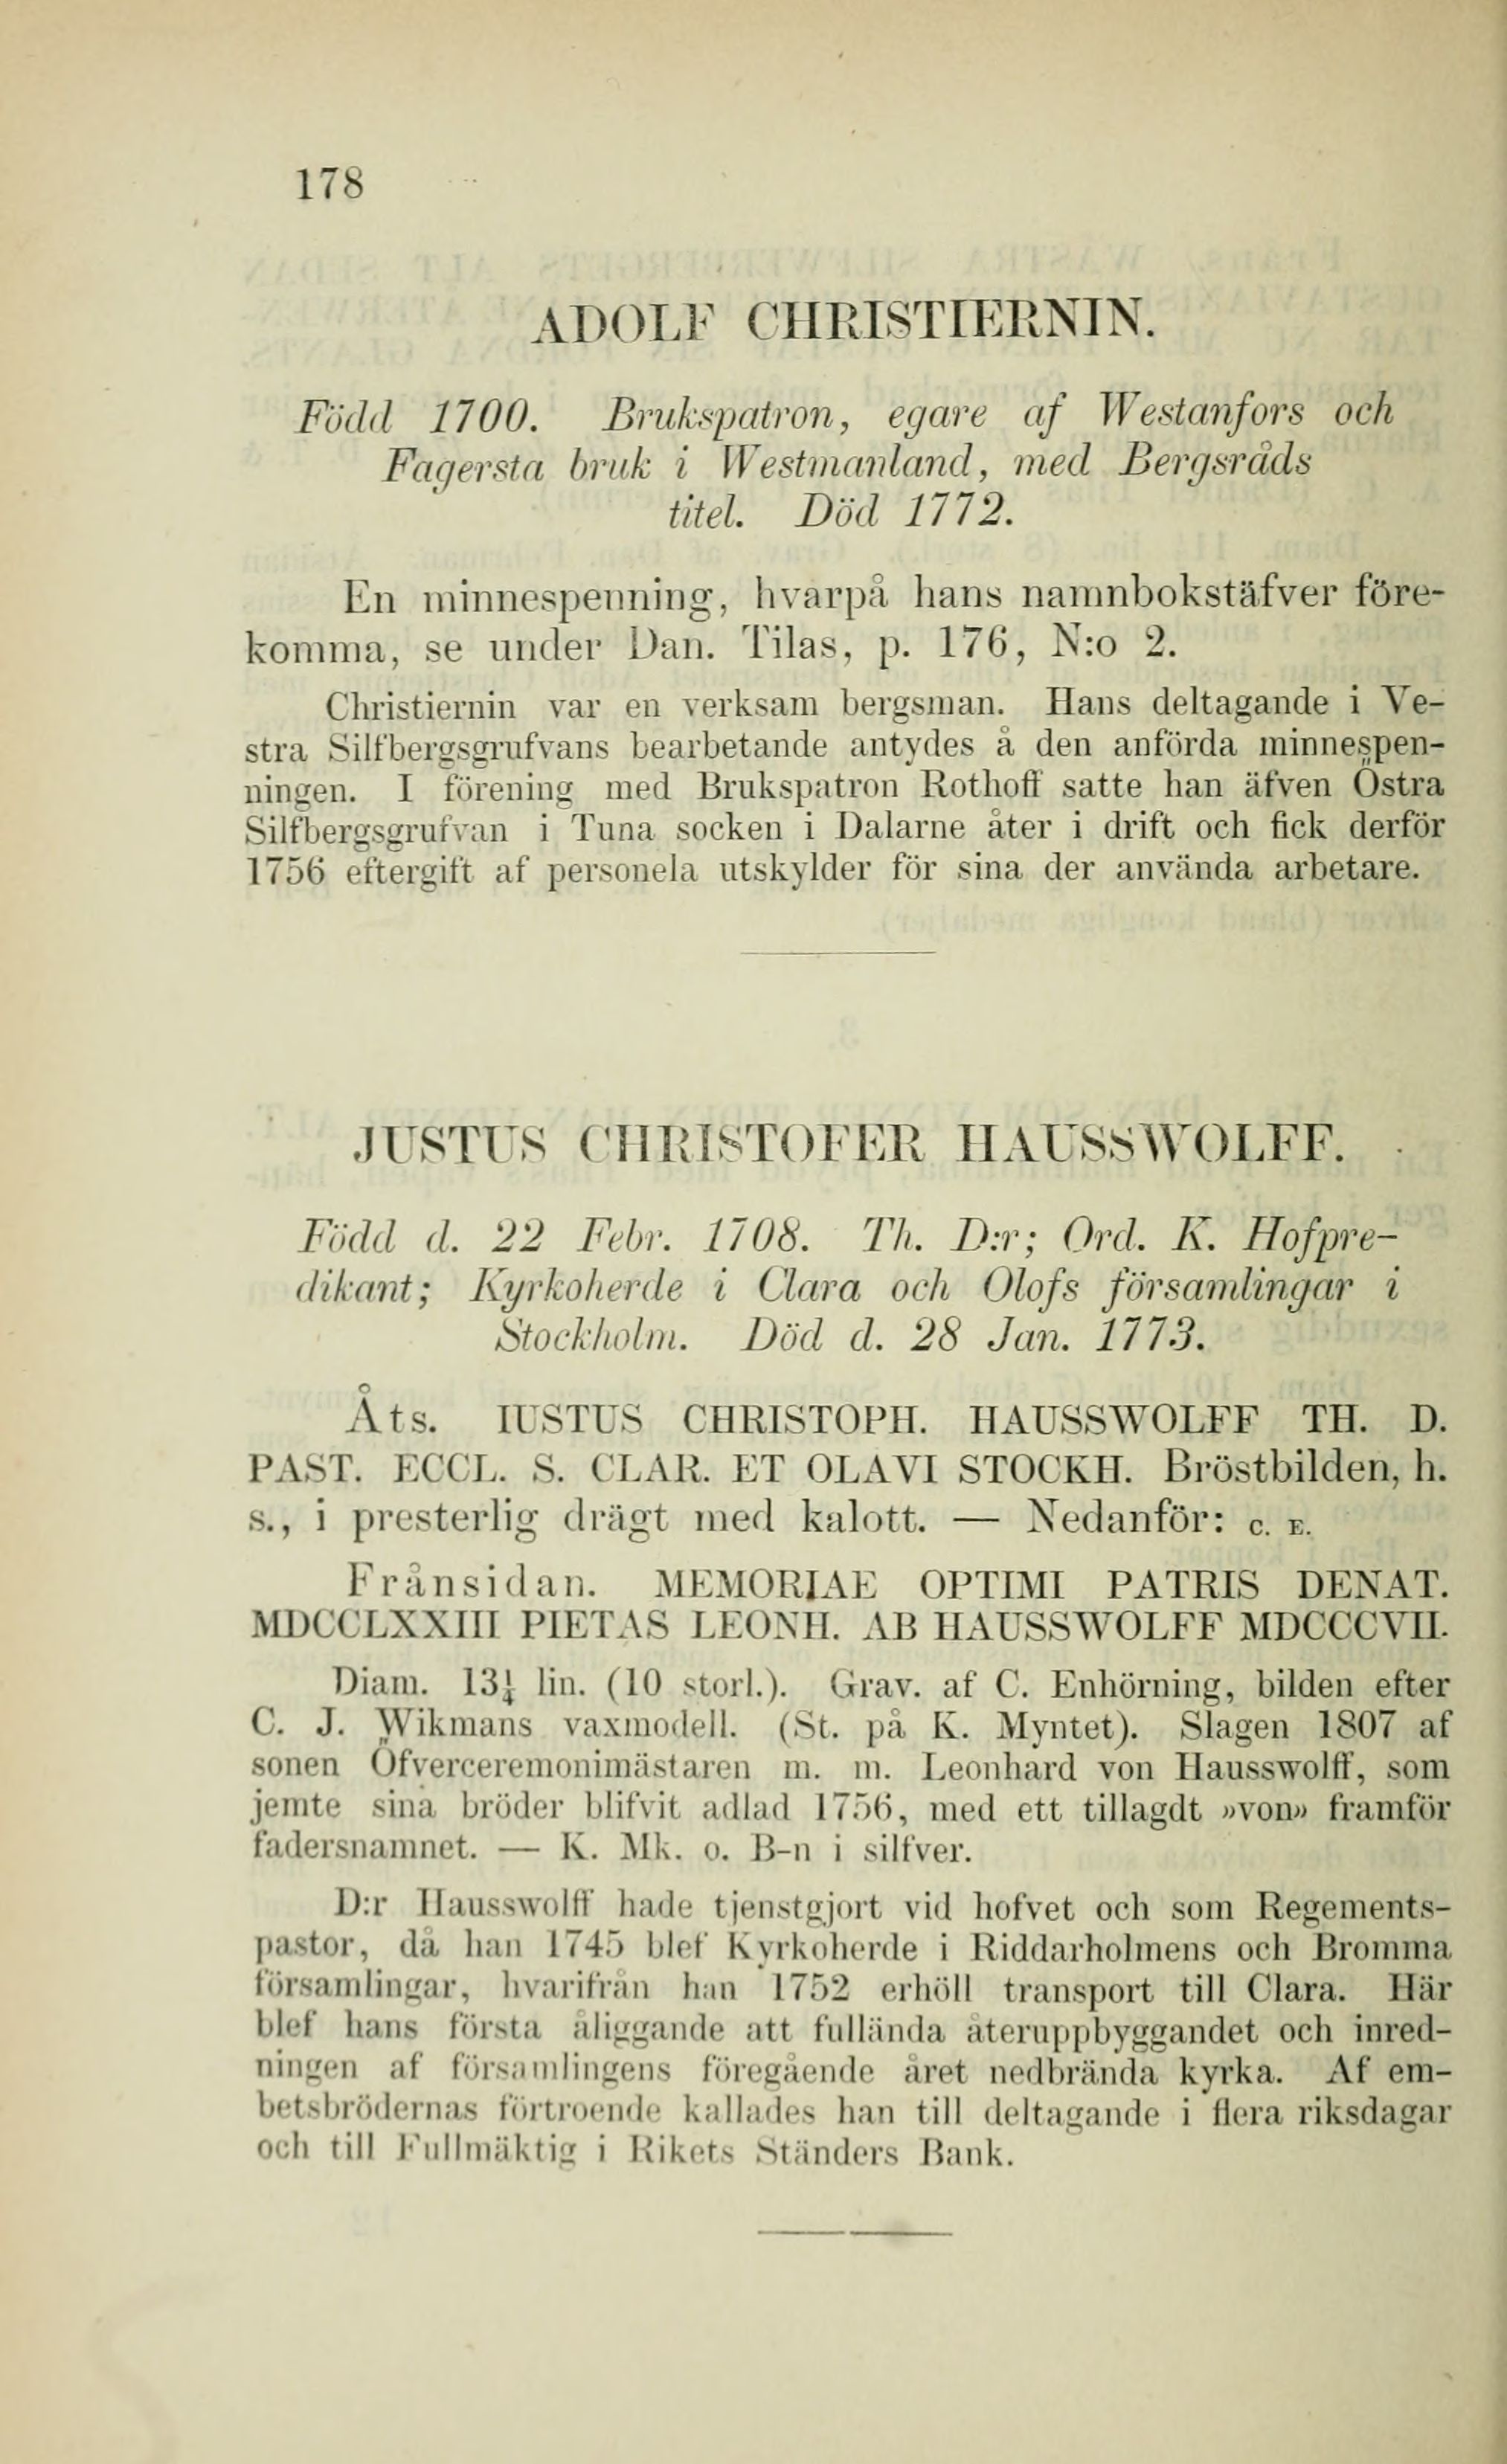 178
ADOLF CHRISTIERNIN.
Född 1700. Brukspatron, egare af Westanfors och
Fagersta bruk i Westmanland, med Bergsråds
titel. Död 1772.
En minnespenning, hvarpå hans namnbokstäfver före-
komma, se under Dan. Tilas, p. 176, N:o 2.
Christiernin var en verksam bergsman. Hans deltagande i Ve-
stra Silfbergsgrufvans bearbetande antydes å den anförda minnespen-
ningen. I förening med Brukspatron Rothoff satte han äfven Östra
Silfbergsgrufvan i Tuna socken i Dalarne åter i drift och fick derför
1756 eftergift af personela utskylder för sina der använda arbetare.
JUSTUS CHRISTOFER HAUSSWOLFF.
Född d. 22 Febr. 1708. Th. D:r; Ord. K. Hofpre-
dikant; Kyrkoherde i Clara och Olofs församlingar i
Stockholm. Död d. 28 Jan. 1773.
Åts. IUSTUS CHRISTOPH. HAUSSWOLFF TH. D.
PAST. ECCL. S. CLAR. ET OLAVI STOCKH. Bröstbilden, h.
s., i presterlig drägt med kalott. — Nedanför: C. E.
Frånsidan. MEMORIAE OPTIMI PATRIS DENAT.
MDCCLXXIII PIETAS LEONH. AB HAUSSWOLFF MDCCCVII.
Diam. 13¼ lin. (10 storl.). Grav. af C. Enhörning, bilden efter
C. J. Wikmans vaxmodell. (St. på K. Myntet). Slagen 1807 af
sonen Öfverceremonimästaren m. m. Leonhard von Hausswolff, som
jemte sina bröder blifvit adlad 1756, med ett tillagdt »von» framför
fadersnamnet. — K. Mk. o. B-n i silfver.
D:r Hausswolff hade tjenstgjort vid hofvet och som Regements-
pastor, då han 1745 blef Kyrkoherde i Riddarholmens och Bromma
församlingar, hvarifrån han 1752 erhöll transport till Clara. Här
blef hans första åliggande att fullända återuppbyggandet och inred-
ningen af församlingens föregående året nedbrända kyrka. Af em-
betsbrödernas förtroende kallades han till deltagande i flera riksdagar
och till Fullmäktig i Rikets Ständers Bank.